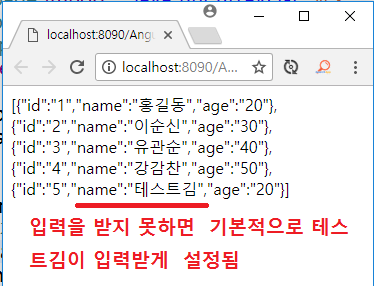 localhost:8090/Angu
localhost:8090/A...
[{"id":"1","name":"홍길동","age":"20"},
{"id":"2","name":"이순신","age":"30"},
{"id":"3","name":"유관순","age":"40"},
{"id":"4","name":"강감찬","age":"50"},
{"id":"5","name":"테스트김","age":"20"}]
입력을 받지 못하면 기본적으로 테스
트김이 입력받게 설정됨